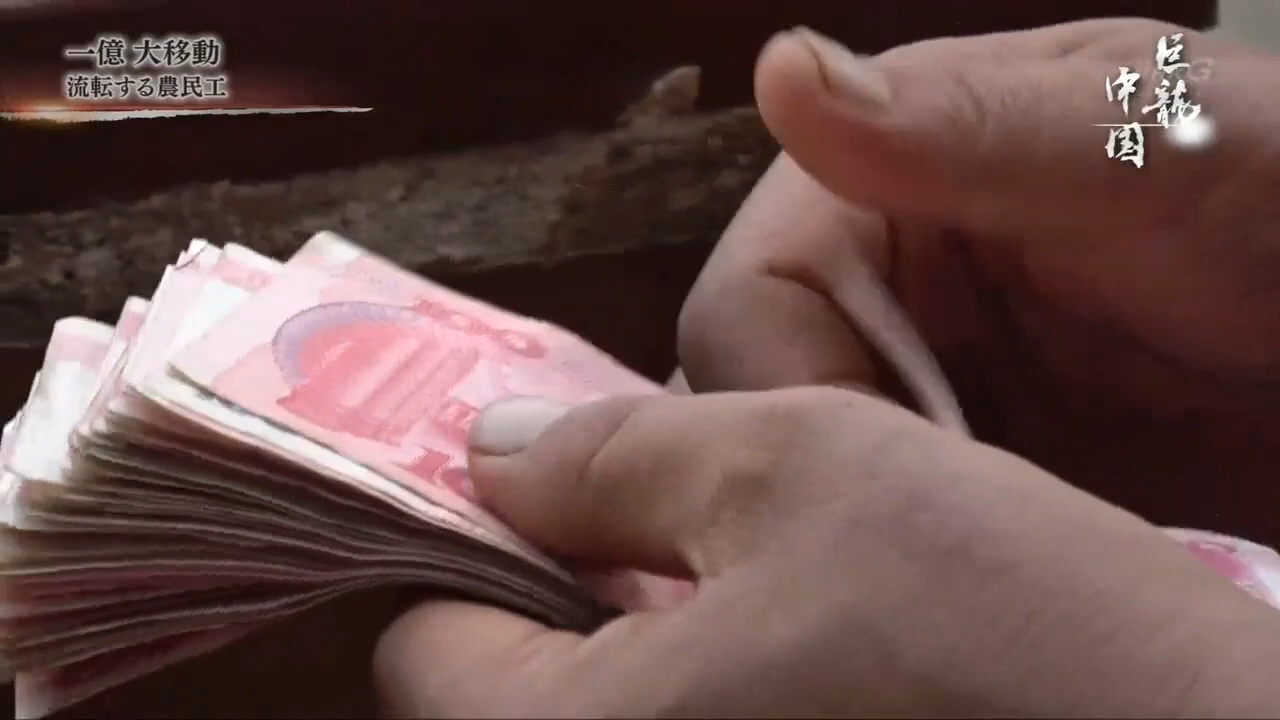 一億 大移動
流転する農民工
巨龍
中国